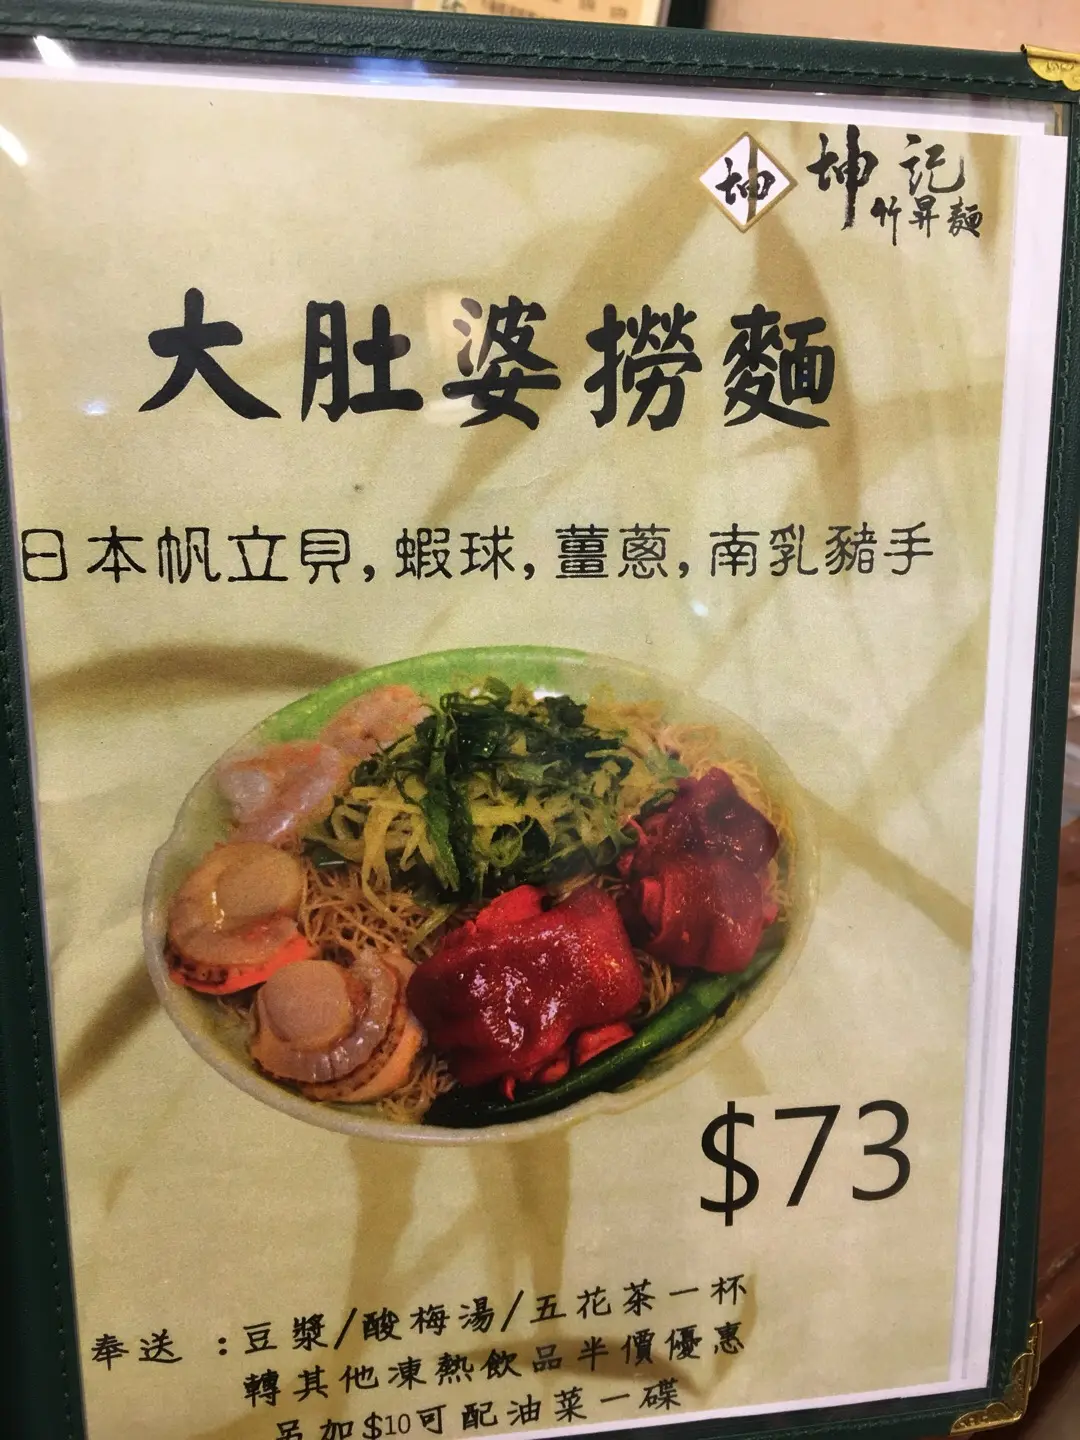 坤 坤記
竹昇麵
大肚婆撈麵
日本帆立貝,蝦球,薑蔥,南乳豬手
$73
奉送 :豆漿/酸梅湯/五花茶一杯
轉其他凍熱飲品半價優惠
另加$10可配油菜一碟